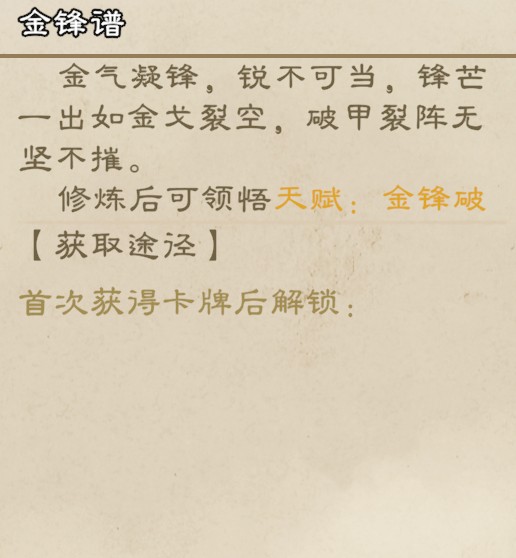 金锋谱
金气凝锋，锐不可当，锋芒
一出如金戈裂空，破甲裂阵无
坚不摧。
修炼后可领悟天赋：金锋破
【获取途径】
首次获得卡牌后解锁：